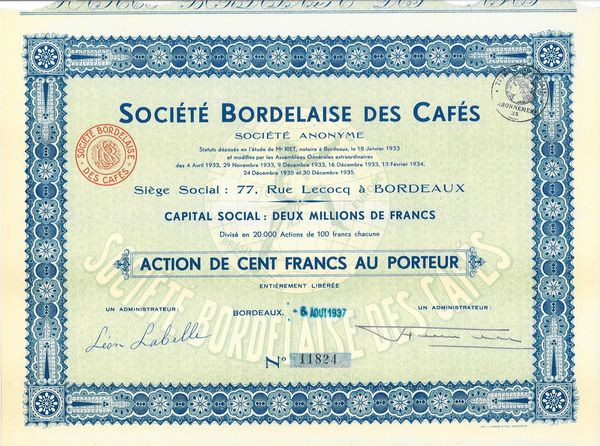 SOCIÉTÉ BORDELAISE DES CAFÉS
SOCIÉTÉ ANONYME
Statuts déposés en l'étude de Me RIET, notaire à Bordeaux, le 18 Janvier 1933
et modifiés par les Assemblées Générales extraordinaires
des 4 Avril 1933, 29 Novembre 1933, 9 Décembre 1933, 16 Décembre 1933, 13 Février 1934,
24 Décembre 1935 et 30 Décembre 1935.
Siège Social : 77, Rue Lecocq à BORDEAUX
CAPITAL SOCIAL : DEUX MILLIONS DE FRANCS
Divisé en 20.000 Actions de 100 francs chacune
ACTION DE CENT FRANCS AU PORTEUR
ENTIÈREMENT LIBÉRÉE
UN ADMINISTRATEUR:
BORDEAUX, - 6 AOUT 1937
UN ADMINISTRATEUR:
Léon Labelle
No 11824
SOCIÉTÉ BORDELAISE
DES CAFÉS
ABONNEMENT
SOCIÉTÉ BORDELAISE DES CAFÉS